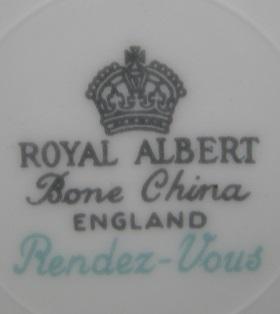 ROYAL ALBERT
Bone China
ENGLAND
Rendez-Vous